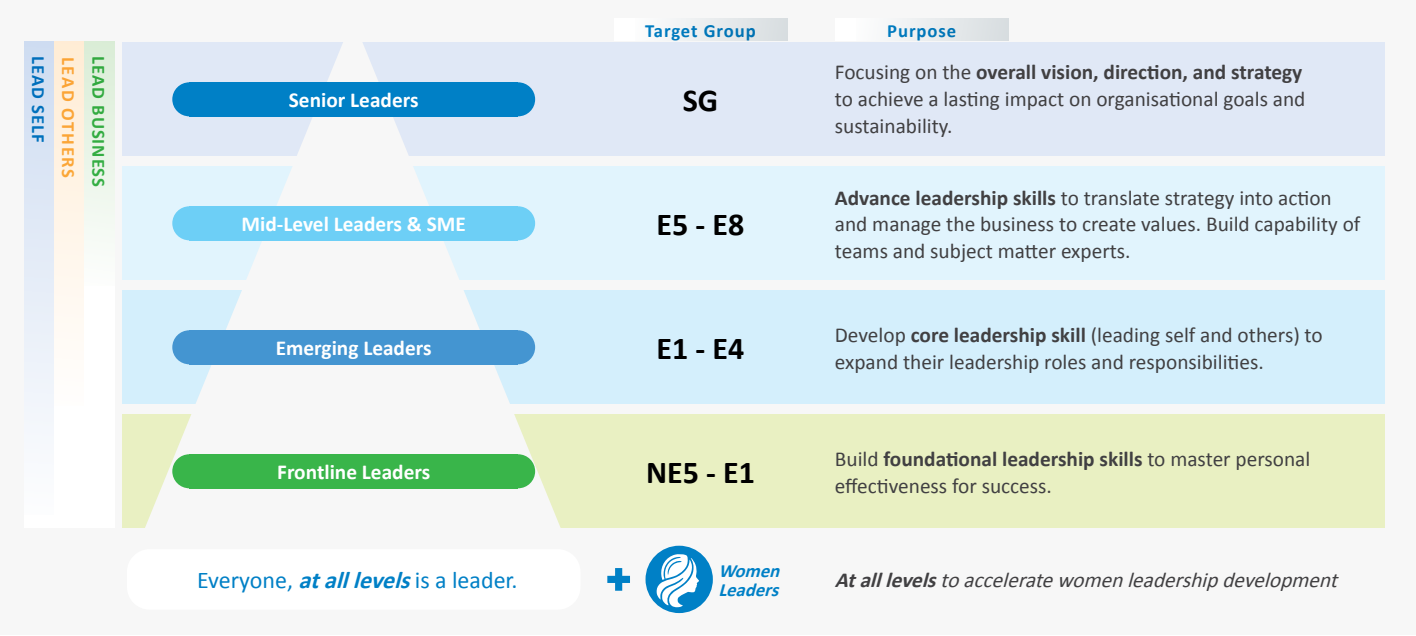 Target Group
Purpose
LEAD SELF
LEAD OTHERS
LEAD BUSINESS
Senior Leaders
SG
Focusing on the overall vision, direction, and strategy
to achieve a lasting impact on organisational goals and
sustainability.
Mid-Level Leaders & SME
E5 - E8
Advance leadership skills to translate strategy into action
and manage the business to create values. Build capability of
teams and subject matter experts.
Emerging Leaders
E1 - E4
Develop core leadership skill (leading self and others) to
expand their leadership roles and responsibilities.
Frontline Leaders
NE5 - E1
Build foundational leadership skills to master personal
effectiveness for success.
Everyone, at all levels is a leader.
+
Women
Leaders
At all levels to accelerate women leadership development